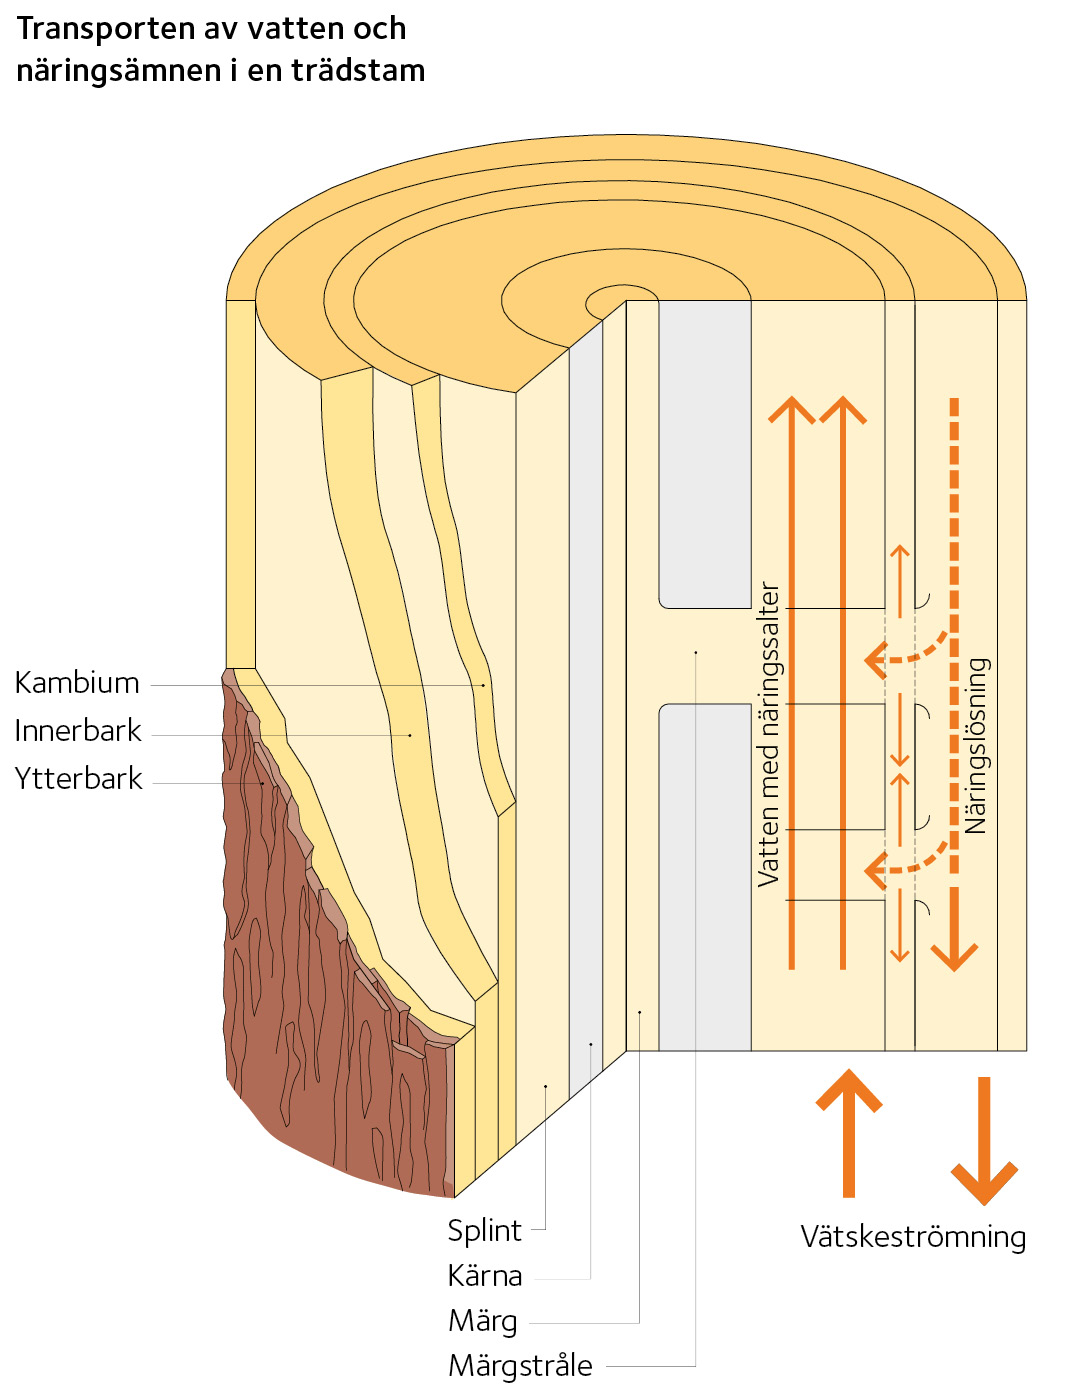 Transporten av vatten och
näringsämnen i en trädstam
Kambium
Innerbark
Ytterbark
Vatten med näringssalter
Näringslösning
Vätskeströmning
Splint
Kärna
Märg
Märgstråle